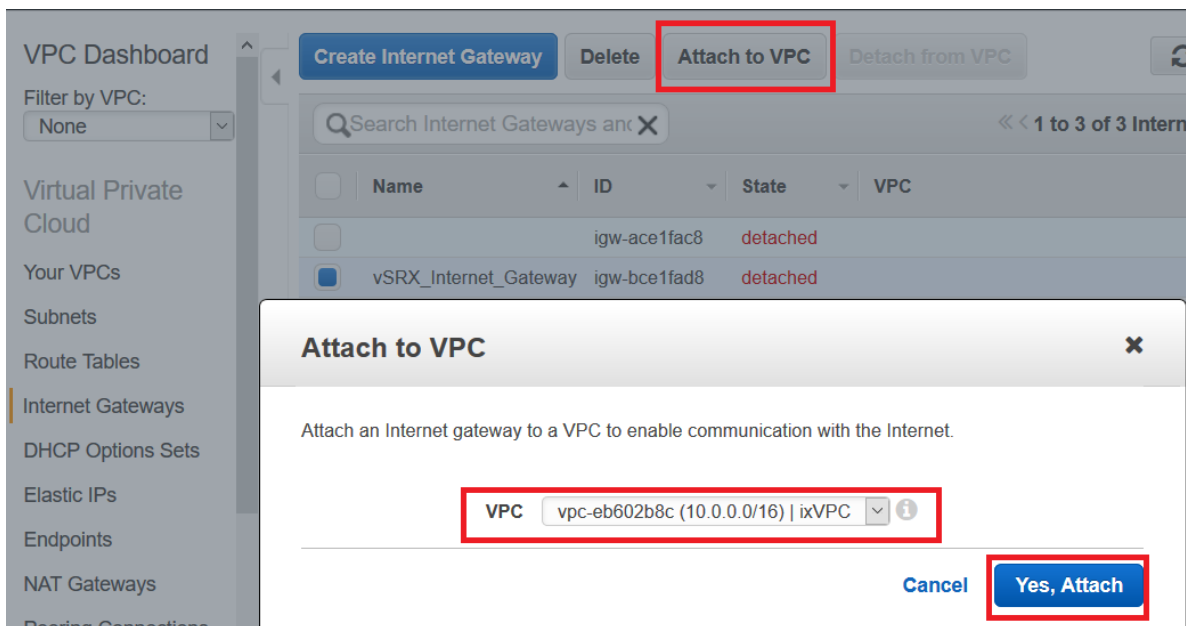 VPC Dashboard
Filter by VPC:
None
Virtual Private
Cloud
Your VPCs
Subnets
Route Tables
Internet Gateways
DHCP Options Sets
Elastic IPs
Endpoints
NAT Gateways
Peering Connections
Create Internet Gateway Delete Attach to VPC Detach from VPC
Search Internet Gateways and 1 to 3 of 3 Intern
Name ID State VPC
igw-ace1fac8 detached
vSRX_Internet_Gateway igw-bce1fad8 detached
Attach to VPC
Attach an Internet gateway to a VPC to enable communication with the Internet.
VPC vpc-eb602b8c (10.0.0.0/16) | ixVPC
Cancel Yes, Attach